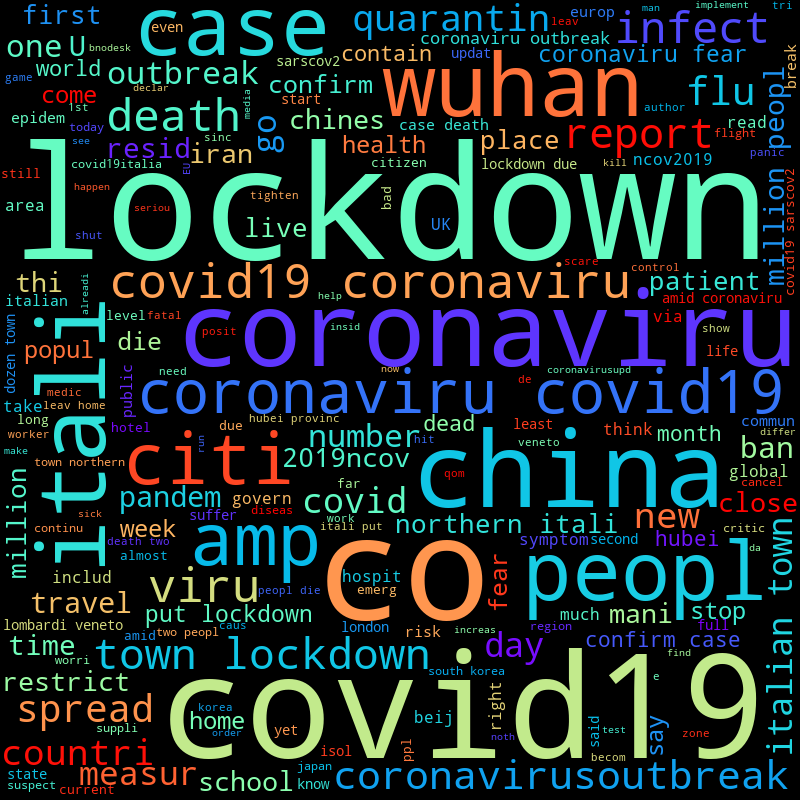 first
case
quarantin
europ
leav
man
implement
tri
even
one
U
bnodesk
sarscov2
coronaviru outbreak
updat
coronaviru fear
infect
world
outbreak
contain
wuhan
break
come
game
declar
confirm
flu
million peopl
1st
death
media
start
author
epidem
today
see
go
chines
case death
place
report
flight
read
panic
sinc
covid19italia
resid
iran
health
citizen
lockdown due
kill
ncov2019
still
happen
EU
lockdown
tighten
bad
covid19 sarscov2
area
seriou
live
UK
shut
scare
control
thi
covid19 coronaviru
patient
italian
alreadi
help
amid coronaviru
level
fatal
insid
via
dozen town
itali
posit
die
coronaviru
show
popul
life
medic
need
now
coronavirusupd
take
leav home
public
coronaviru covid19
de
long
hotel
due
hubei provinc
dead
least
commun
worker
run
number
hit
veneto
think
month
differ
make
citi
2019ncov
china
ban
town northern
far
qom
global
million
sick
pandem
govern
diseas
cancel
close
continu
week
suffer
work
covid
northern itali
new
critic
death two
itali put
symptom
second
hubei
da
almost
amp
co
peopl
includ
viru
peopl die
hospit
emerg
fear
travel
put lockdown
much
mani
stop
italian town
lombardi veneto
amid
two peopl
caus
london
risk
increas
region
full
time
worri
town lockdown
day
confirm case
find
restrict
south korea
e
covid19
spread
korea
home
yet
beij
right
said
say
test
zone
suppli
order
noth
countri
isol
ppl
becom
state
measur
school
japan
know
coronavirusoutbreak
suspect
current